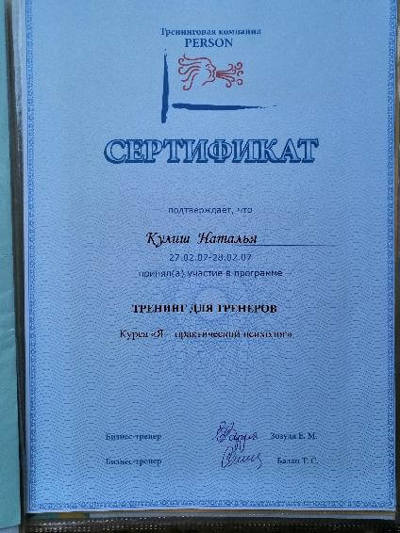 Тренинговая компания
PERSON
СЕРТИФИКАТ
подтверждает, что
Кулиш Наталья
27.02.07-28.02.07
принял(а) участие в программе
ТРЕНИНГ ДЛЯ ТРЕНЕРОВ
Курса «Я – практический психолог»
Бизнес-тренер Зозуля Е. М.
Бизнес-тренер Балан Т. С.